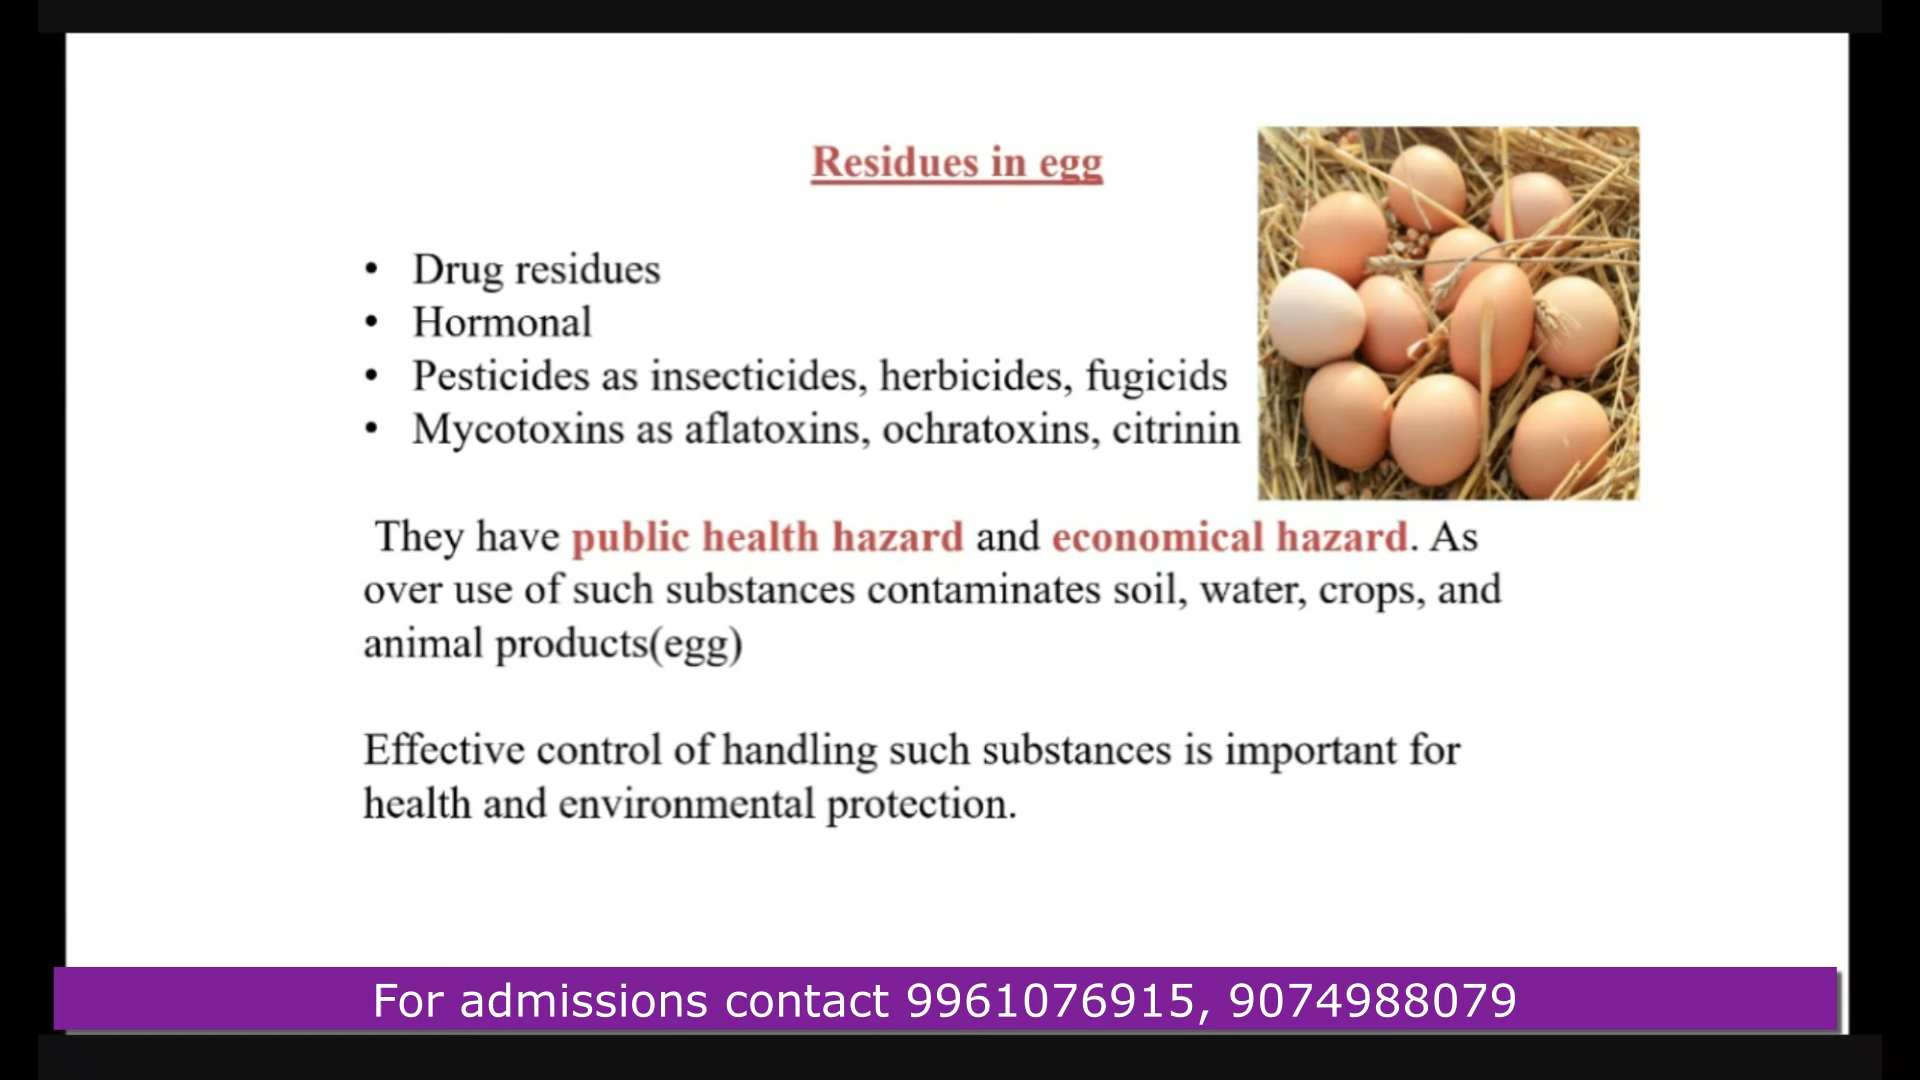 Residues in egg
• Drug residues
• Hormonal
• Pesticides as insecticides, herbicides, fugicids
• Mycotoxins as aflatoxins, ochratoxins, citrinin
They have public health hazard and economical hazard. As
over use of such substances contaminates soil, water, crops, and
animal products(egg)
Effective control of handling such substances is important for
health and environmental protection.
For admissions contact 9961076915, 9074988079